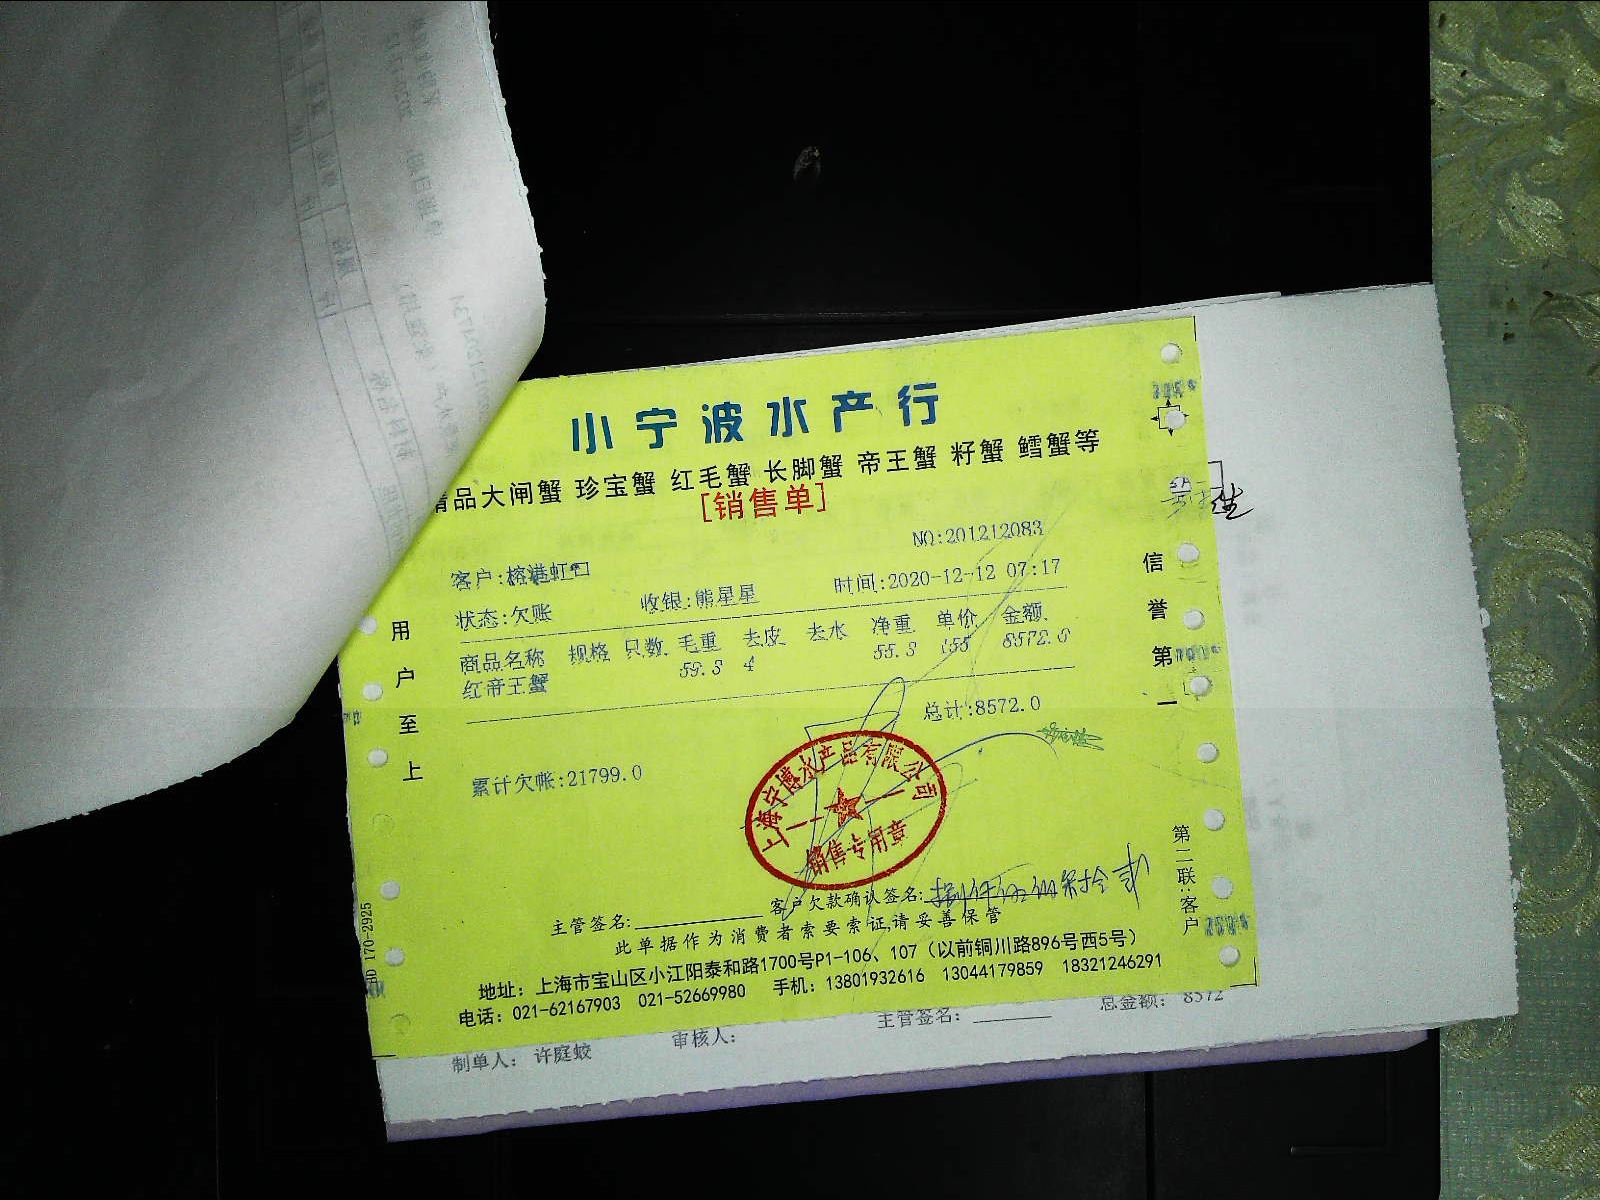 小宁波水产行
精品大闸蟹 珍宝蟹 红毛蟹 长脚蟹 帝王蟹 籽蟹 鳕蟹等
[销售单]
NO:201212083
客户:榕港虹口
时间:2020-12-12 07:17
状态:欠账 收银:熊星星
商品名称 规格 只数 毛重 去皮 去水 净重 单价 金额
红帝王蟹 59.3 4 55.3 155 8572.0
总计:8572.0
累计欠帐:21799.0
上海宁博水产品有限公司
销售专用章
主管签名: 客户欠款确认签名:
此单据作为消费者索要索证,请妥善保管
地址：上海市宝山区小江阳泰和路1700号P1-106、107（以前铜川路896号西5号）
电话：021-62167903 021-52669980 手机：13801932616 13044179859 18321246291
用户至上
信誉第一
第二联:客户
170-2925
制单人： 许庭蛟 审核人： 主管签名： 总金额： 8572